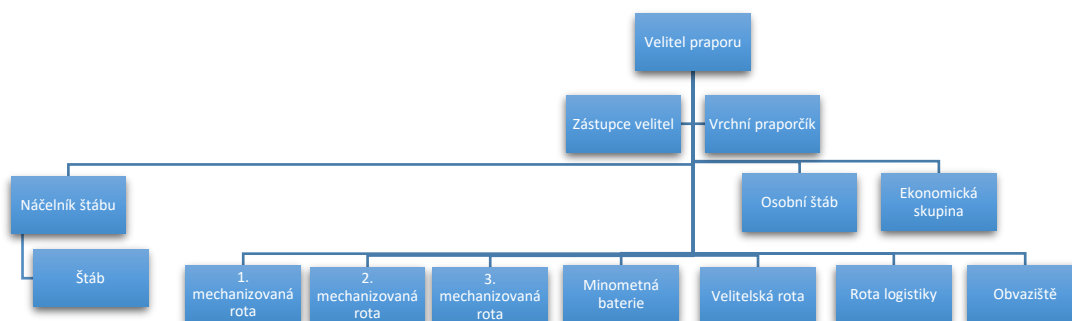 Velitel praporu
Zástupce velitel
Vrchní praporčík
Náčelník
štábu
Osobní štáb
Ekonomická
skupina
Štáb
1.
mechanizovaná
rota
2.
mechanizovaná
rota
3.
mechanizovaná
rota
Minometná
baterie
Velitelská rota
Rota logistiky
Obvaziště